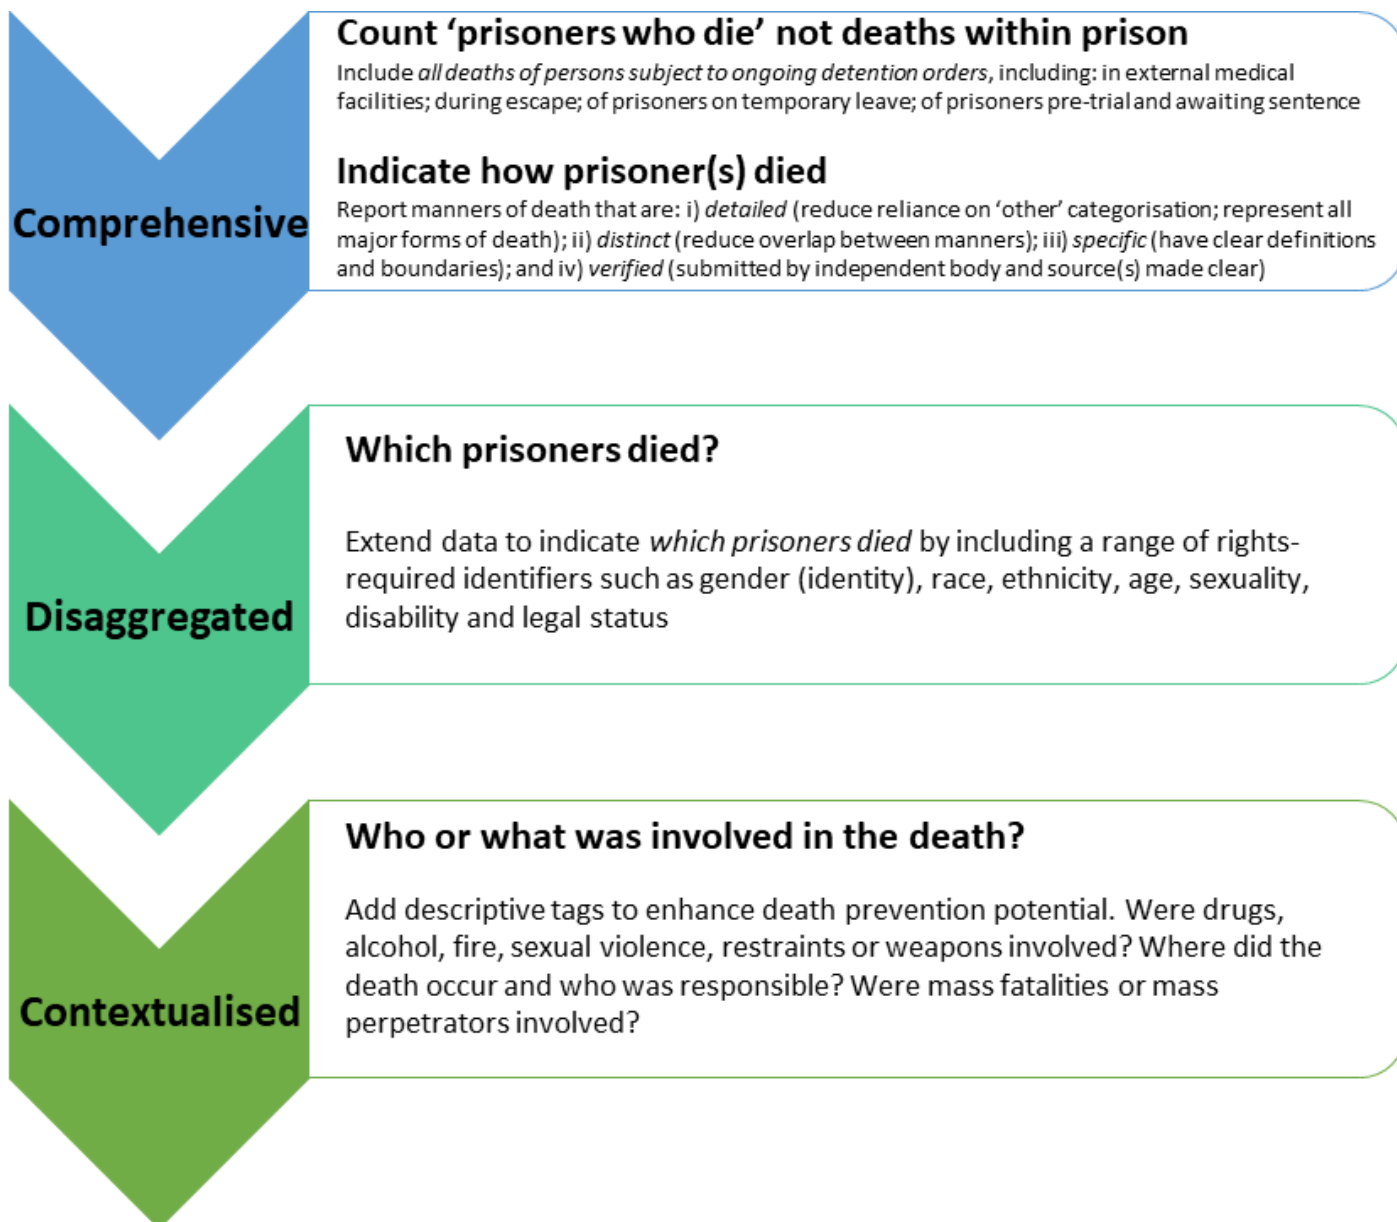 Count ‘prisoners who die’ not deaths within prison
Include all deaths of persons subject to ongoing detention orders, including: in external medical
facilities; during escape; of prisoners on temporary leave; of prisoners pre-trial and awaiting sentence
Indicate how prisoner(s) died
Comprehensive
Report manners of death that are: i) detailed (reduce reliance on ‘other’ categorisation; represent all
major forms of death); ii) distinct (reduce overlap between manners); iii) specific (have clear definitions
and boundaries); and iv) verified (submitted by independent body and source(s) made clear)
Which prisoners died?
Disaggregated
Extend data to indicate which prisoners died by including a range of rights-
required identifiers such as gender (identity), race, ethnicity, age, sexuality,
disability and legal status
Who or what was involved in the death?
Contextualised
Add descriptive tags to enhance death prevention potential. Were drugs,
alcohol, fire, sexual violence, restraints or weapons involved? Where did the
death occur and who was responsible? Were mass fatalities or mass
perpetrators involved?